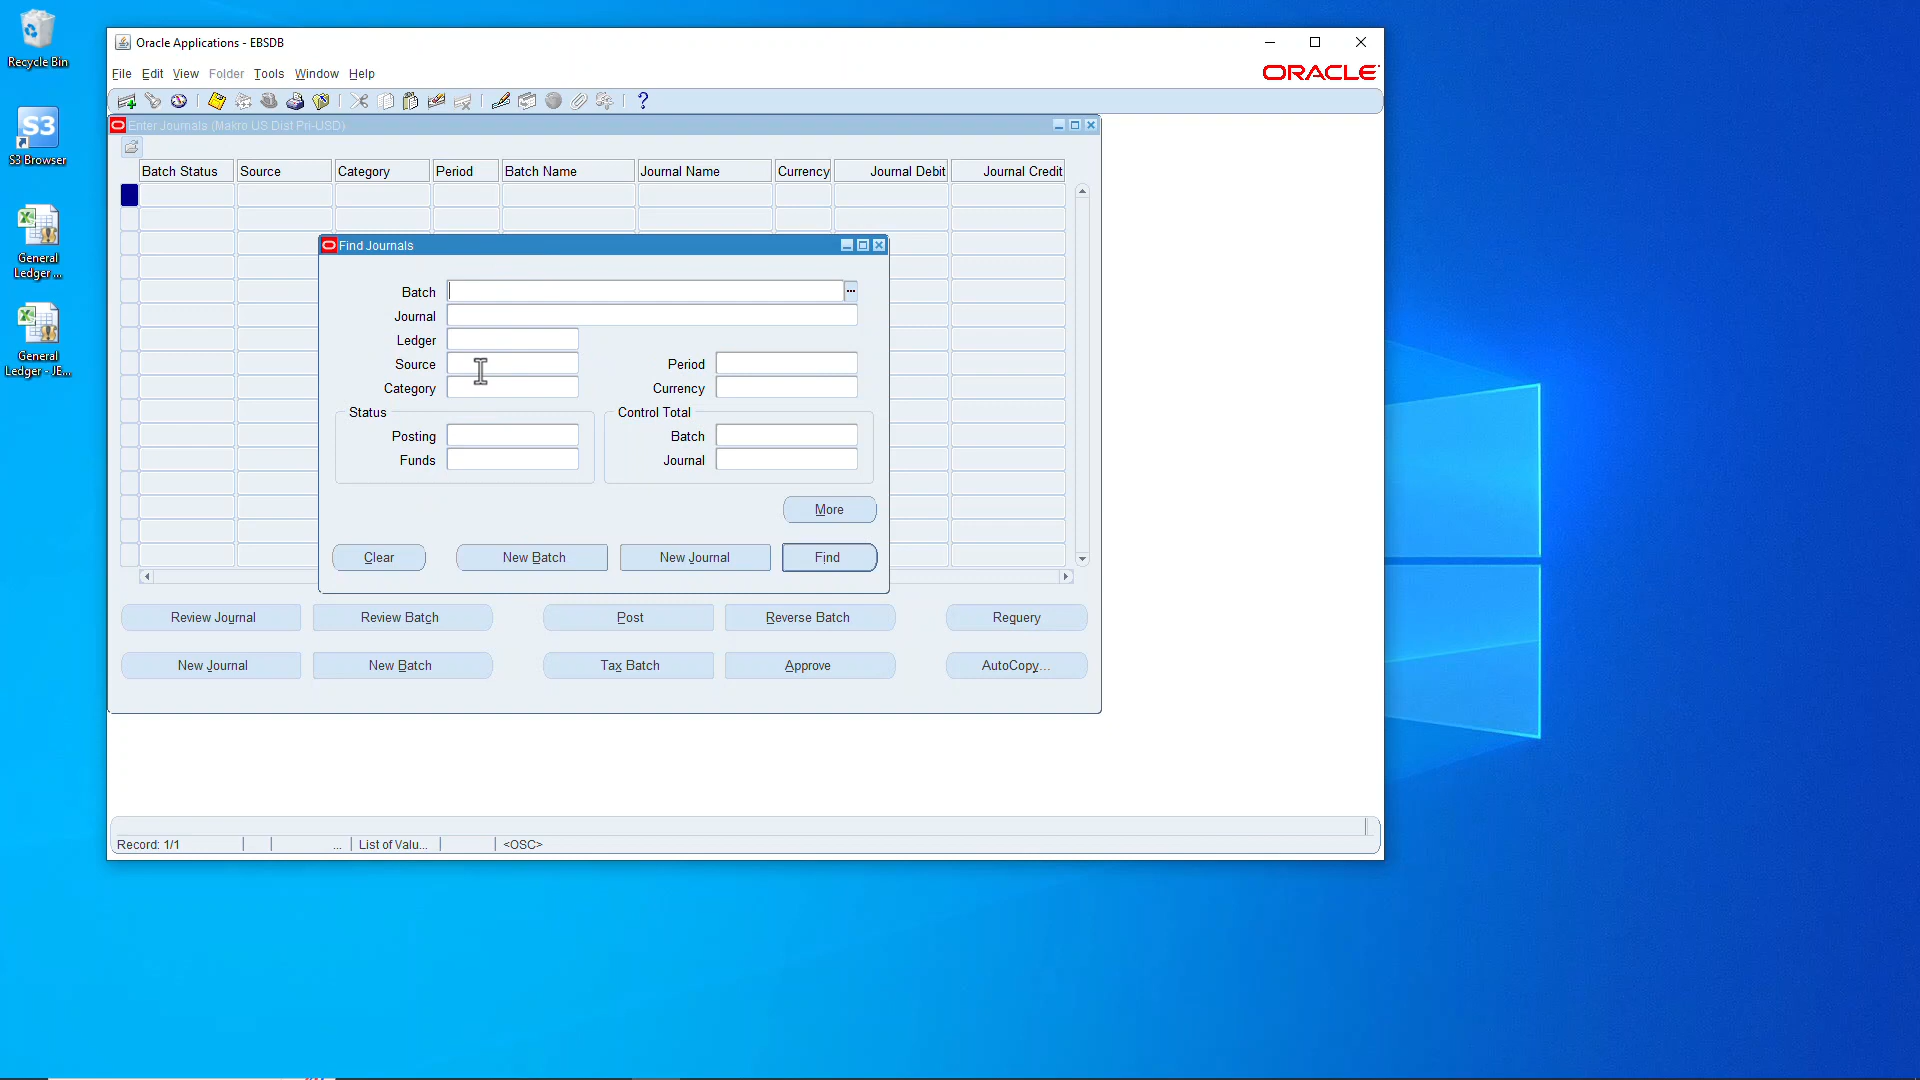 Recycle Bin
S3
S3 Browser
General
Ledger ...
General
Ledger - JE...
Oracle Applications - EBSDB
File Edit View Folder Tools Window Help
ORACLE
Enter Journals (Makro US Dist Pri-USD)
Batch Status Source Category Period Batch Name Journal Name Currency Journal Debit Journal Credit
Find Journals
Batch
Journal
Ledger
Source Period
Category Currency
Status Control Total
Posting Batch
Funds Journal
More
Clear New Batch New Journal Find
Review Journal Review Batch Post Reverse Batch Requery
New Journal New Batch Tax Batch Approve AutoCopy...
Record: 1/1 ... List of Valu... <OSC>